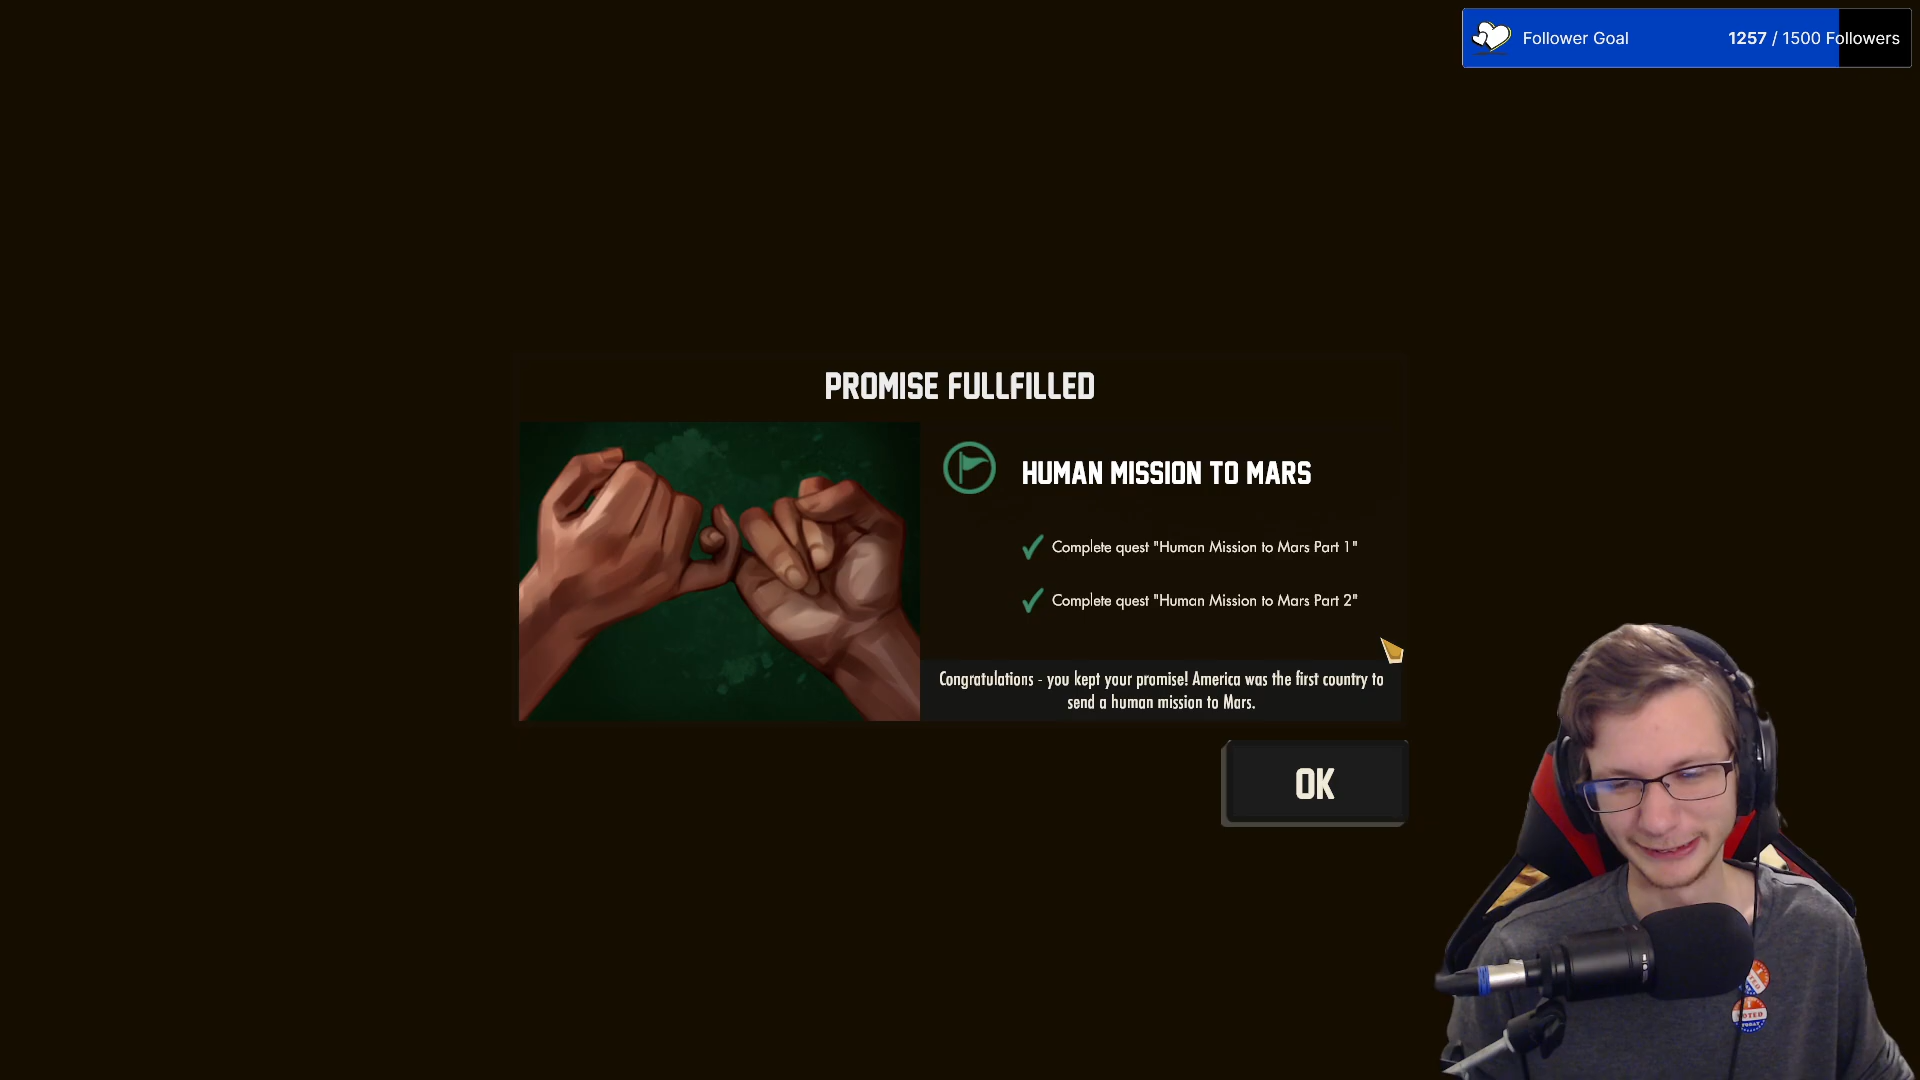 Follower Goal 1257 / 1500 Followers
PROMISE FULLFILLED
HUMAN MISSION TO MARS
Complete quest "Human Mission to Mars Part 1"
Complete quest "Human Mission to Mars Part 2"
Congratulations - you kept your promise! America was the first country to
send a human mission to Mars.
OK
VOTED